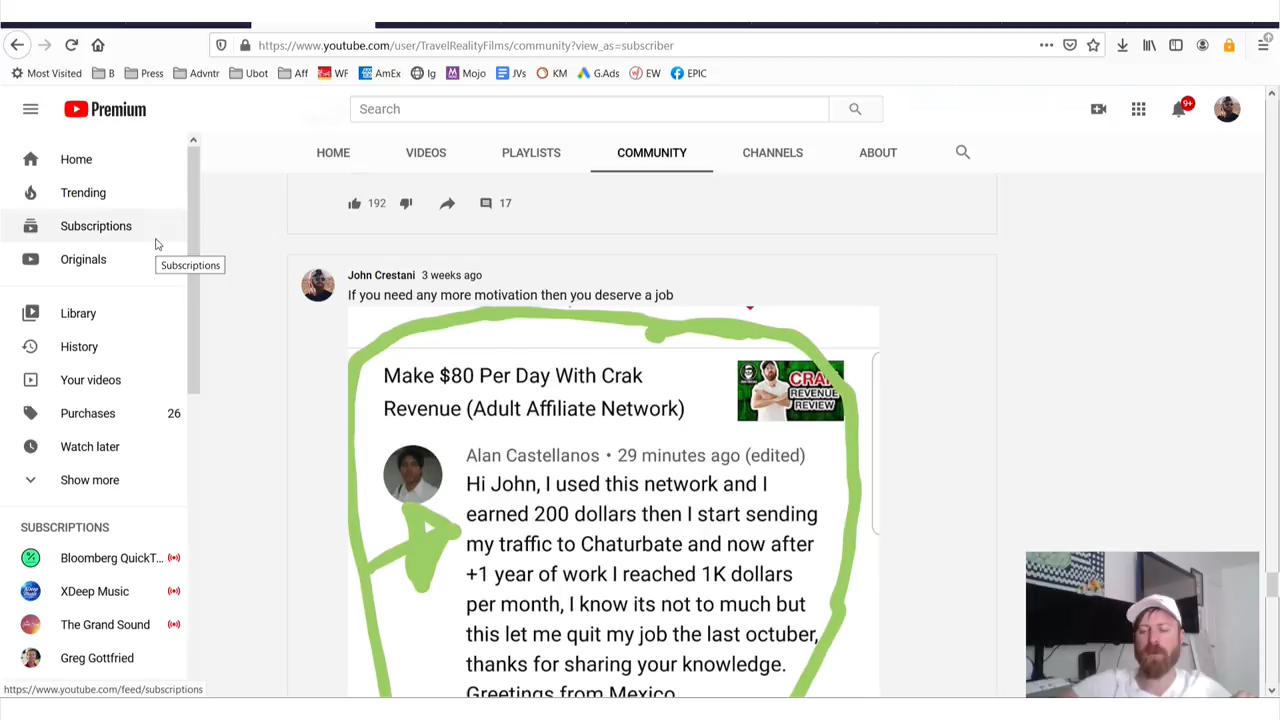 https://www.youtube.com/user/TravelRealityFilms/community?view_as=subscriber
Most Visited B Press Advntr Ubot Aff WF AmEx Ig Mojo JVs KM G.Ads EW EPIC
Premium
Search
9+
HOME VIDEOS PLAYLISTS COMMUNITY CHANNELS ABOUT
Home
Trending
Subscriptions
Subscriptions
Originals
Library
History
Your videos
Purchases 26
Watch later
Show more
SUBSCRIPTIONS
Bloomberg QuickT...
XDeep Music
The Grand Sound
Greg Gottfried
https://www.youtube.com/feed/subscriptions
192 17
John Crestani 3 weeks ago
If you need any more motivation then you deserve a job
Make $80 Per Day With Crak
Revenue (Adult Affiliate Network)
CRAK
REVENUE
REVIEW
Alan Castellanos • 29 minutes ago (edited)
Hi John, I used this network and I
earned 200 dollars then I start sending
my traffic to Chaturbate and now after
+1 year of work I reached 1K dollars
per month, I know its not to much but
this let me quit my job the last octuber,
thanks for sharing your knowledge.
Greetings from Mexico